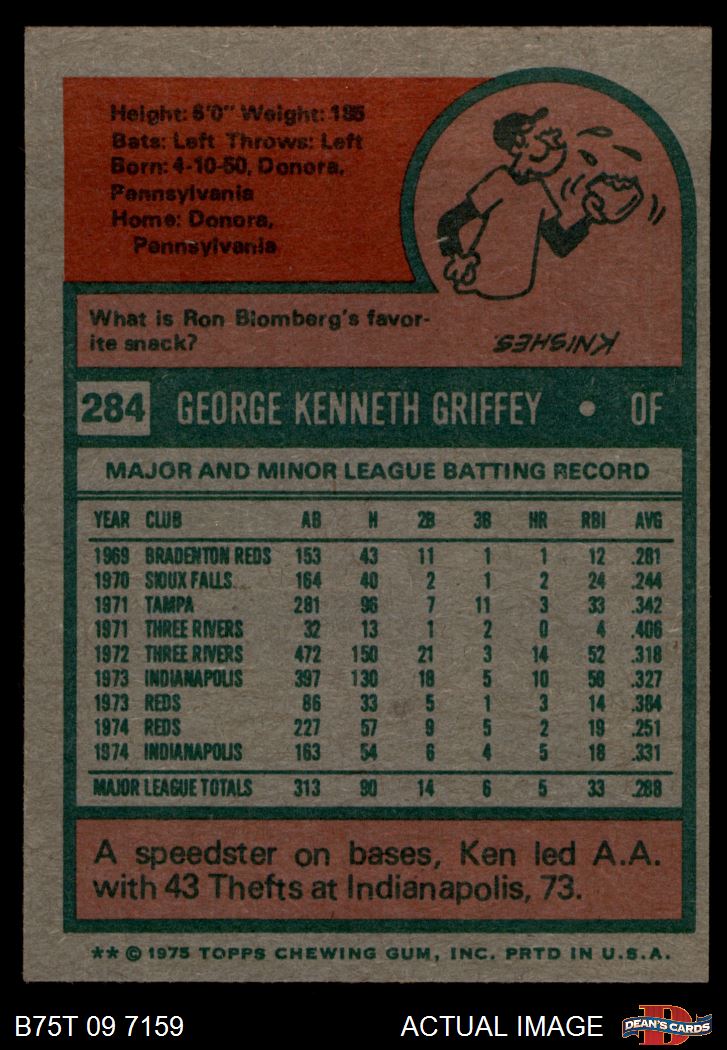 Height: 6'0" Weight: 195
Bats: Left Throws: Left
Born: 4-10-50, Donora,
Pennsylvania
Home: Donora,
Pennsylvania
What is Ron Blomberg's favor-
ite snack?
KNISHES.
284 GEORGE KENNETH GRIFFEY • OF
MAJOR AND MINOR LEAGUE BATTING RECORD
YEAR CLUB AB H 2B 3B HR RBI AVG
1969 BRADENTON REDS 153 43 11 1 1 12 .281
1970 SIOUX FALLS 164 40 2 1 2 24 .244
1971 TAMPA 281 96 7 11 3 33 .342
1971 THREE RIVERS 32 13 1 2 0 4 .406
1972 THREE RIVERS 472 150 21 3 14 52 .318
1973 INDIANAPOLIS 397 130 18 5 10 58 .327
1973 REDS 86 33 5 1 3 14 .384
1974 REDS 227 57 9 5 2 19 .251
1974 INDIANAPOLIS 163 54 6 4 5 18 .331
MAJOR LEAGUE TOTALS 313 90 14 6 5 33 .288
A speedster on bases, Ken led A.A.
with 43 Thefts at Indianapolis, 73.
** © 1975 TOPPS CHEWING GUM, INC. PRTD IN U.S.A.
B75T 09 7159 ACTUAL IMAGE D DEAN'S CARDS